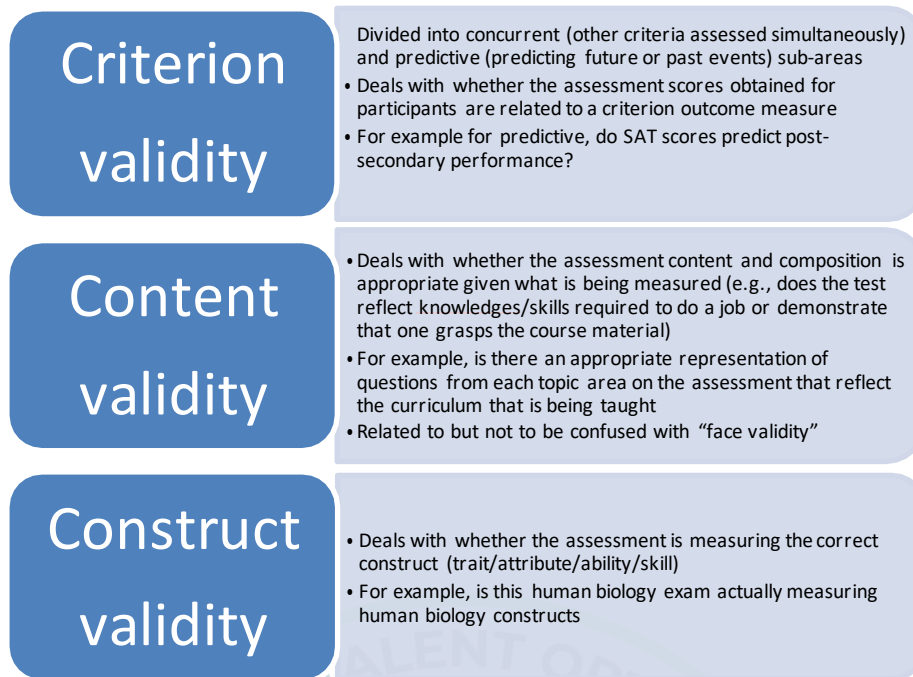 Criterion
validity
Divided into concurrent (other criteria assessed simultaneously)
and predictive (predicting future or past events) sub-areas
• Deals with whether the assessment scores obtained for
participants are related to a criterion outcome measure
• For example for predictive, do SAT scores predict post-
secondary performance?
Content
validity
• Deals with whether the assessment content and composition is
appropriate given what is being measured (e.g., does the test
reflect knowledges/skills required to do a job or demonstrate
that one grasps the course material)
• For example, is there an appropriate representation of
questions from each topic area on the assessment that reflect
the curriculum that is being taught
• Related to but not to be confused with “face validity”
Construct
validity
• Deals with whether the assessment is measuring the correct
construct (trait/attribute/ability/skill)
• For example, is this human biology exam actually measuring
human biology constructs